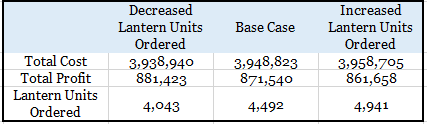 Decreased
Lantern Units
Ordered
Base Case
Increased
Lantern Units
Ordered
Total Cost 3,938,940 3,948,823 3,958,705
Total Profit 881,423 871,540 861,658
Lantern Units
Ordered
4,043 4,492 4,941